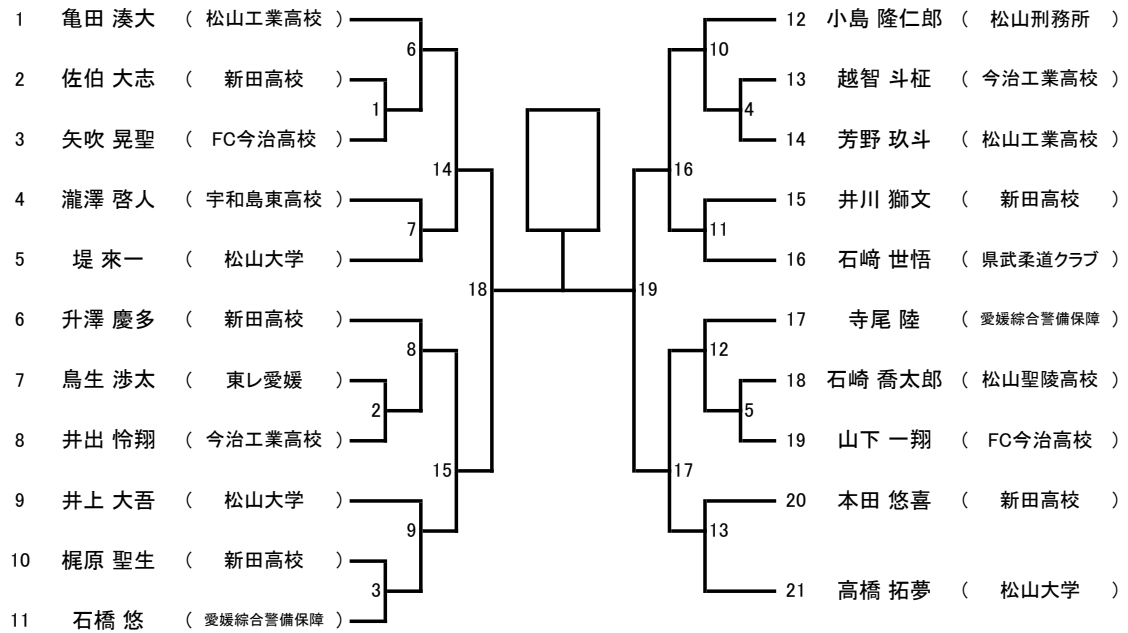 1 亀田 湊大 ( 松山工業高校 )
2 佐伯 大志 ( 新田高校 )
3 矢吹 晃聖 ( FC今治高校 )
4 瀧澤 啓人 ( 宇和島東高校 )
5 堤 來一 ( 松山大学 )
6 升澤 慶多 ( 新田高校 )
7 鳥生 渉太 ( 東レ愛媛 )
8 井出 怜翔 ( 今治工業高校 )
9 井上 大吾 ( 松山大学 )
10 梶原 聖生 ( 新田高校 )
11 石橋 悠 ( 愛媛綜合警備保障 )
6
1
14
7
18
8
2
15
9
3
10
4
16
11
19
12
5
17
13
12 小島 隆仁郎 ( 松山刑務所 )
13 越智 斗柾 ( 今治工業高校 )
14 芳野 玖斗 ( 松山工業高校 )
15 井川 獅文 ( 新田高校 )
16 石﨑 世悟 ( 県武柔道クラブ )
17 寺尾 陸 ( 愛媛綜合警備保障 )
18 石崎 喬太郎 ( 松山聖陵高校 )
19 山下 一翔 ( FC今治高校 )
20 本田 悠喜 ( 新田高校 )
21 高橋 拓夢 ( 松山大学 )